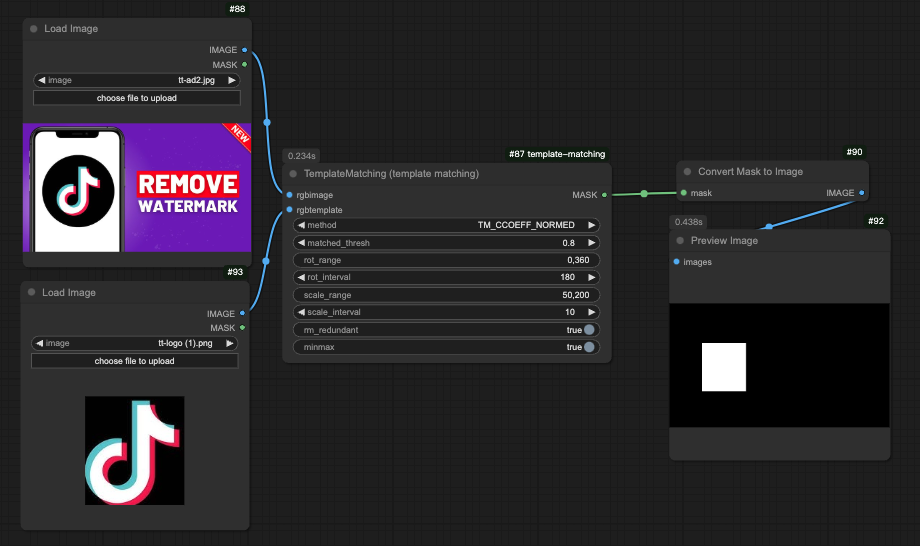 #88
Load Image
IMAGE
MASK
image tt-ad2.jpg
choose file to upload
NEW
REMOVE
WATERMARK
#93
Load Image
IMAGE
MASK
image tt-logo (1).png
choose file to upload
0.234s
#87 template-matching
TemplateMatching (template matching)
rgbimage MASK
rgbtemplate
method TM_CCOEFF_NORMED
matched_thresh 0.8
rot_range 0,360
rot_interval 180
scale_range 50,200
scale_interval 10
rm_redundant true
minmax true
#90
Convert Mask to Image
mask IMAGE
0.438s
#92
Preview Image
images